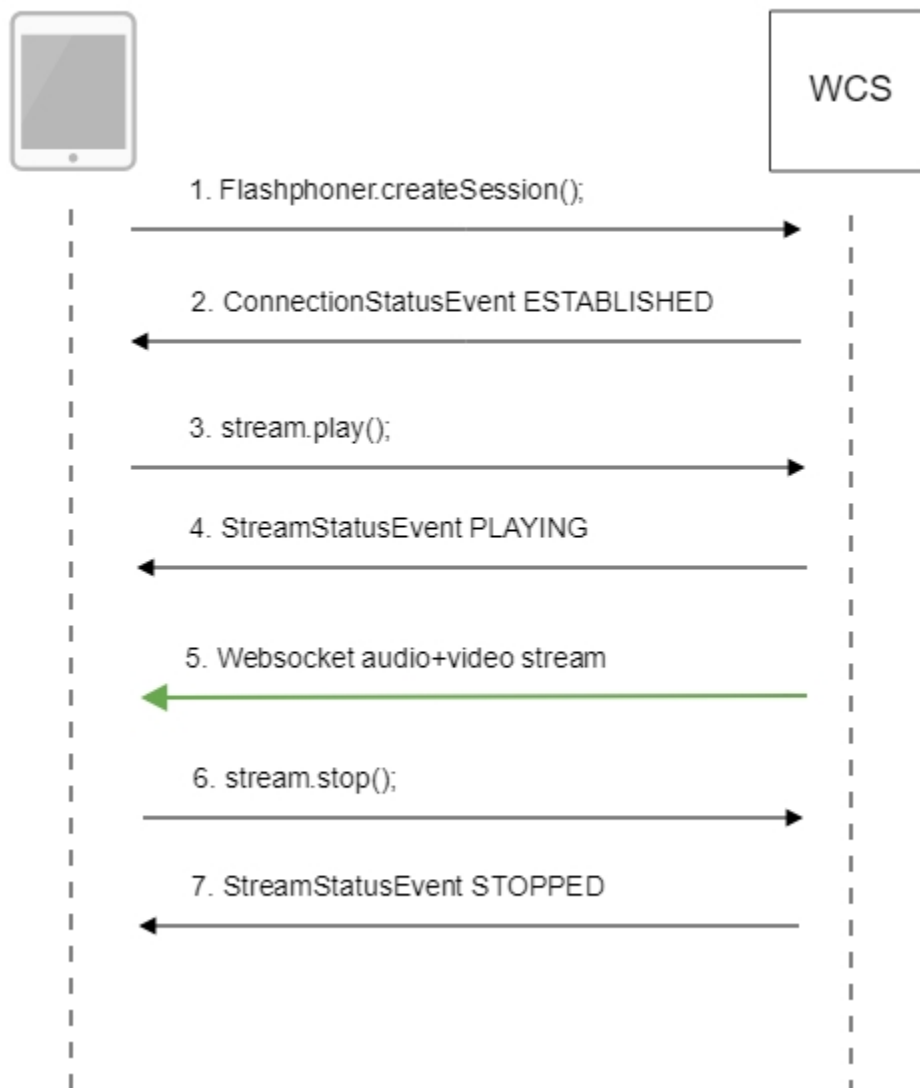 WCS
1. Flashphoner.createSession();
2. ConnectionStatusEvent ESTABLISHED
3. stream.play();
4. StreamStatusEvent PLAYING
5. Websocket audio+video stream
6. stream.stop();
7. StreamStatusEvent STOPPED